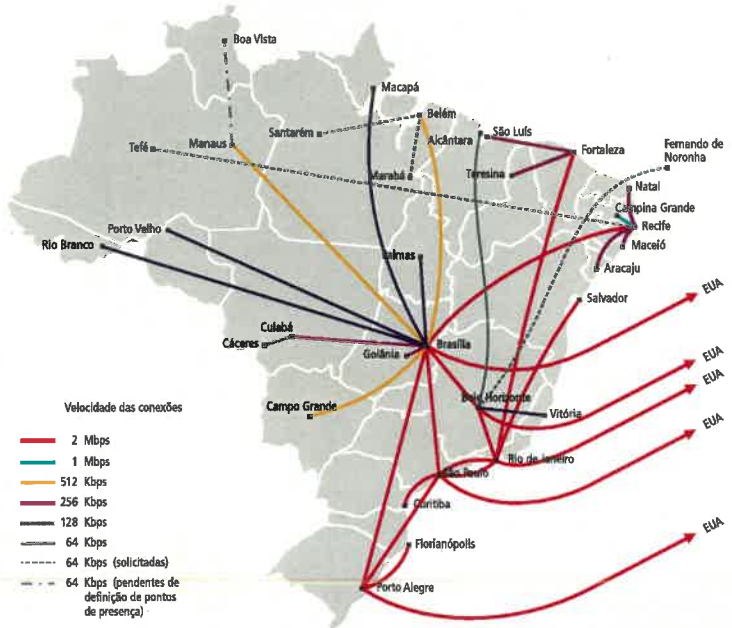 Boa Vista
Macapá
Belém
Santarém
Alcântara
São Luís
Fortaleza
Fernando de
Noronha
Tefé
Manaus
Marabá
Teresina
Natal
Campina Grande
Recife
Maceió
Aracaju
Porto Velho
Rio Branco
Palmas
Salvador
EUA
Cuiabá
Cáceres
Goiânia
Brasília
EUA
EUA
Campo Grande
Belo Horizonte
Vitória
EUA
Rio de Janeiro
São Paulo
Curitiba
Florianópolis
EUA
Porto Alegre
Velocidade das conexões
2 Mbps
1 Mbps
512 Kbps
256 Kbps
128 Kbps
64 Kbps
64 Kbps (solicitadas)
64 Kbps (pendentes de
definição de pontos
de presença)